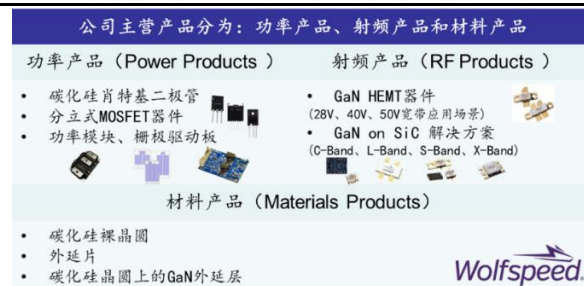 公司主营产品分为：功率产品、射频产品和材料产品
功率产品（Power Products ）
• 碳化硅肖特基二极管
• 分立式MOSFET器件
• 功率模块、栅极驱动板
射频产品（RF Products ）
• GaN HEMT器件
(28V、40V、50V宽带应用场景)
• GaN on SiC 解决方案
(C-Band、L-Band、S-Band、X-Band)
材料产品（Materials Products）
• 碳化硅裸晶圆
• 外延片
• 碳化硅晶圆上的GaN外延层
Wolfspeed.